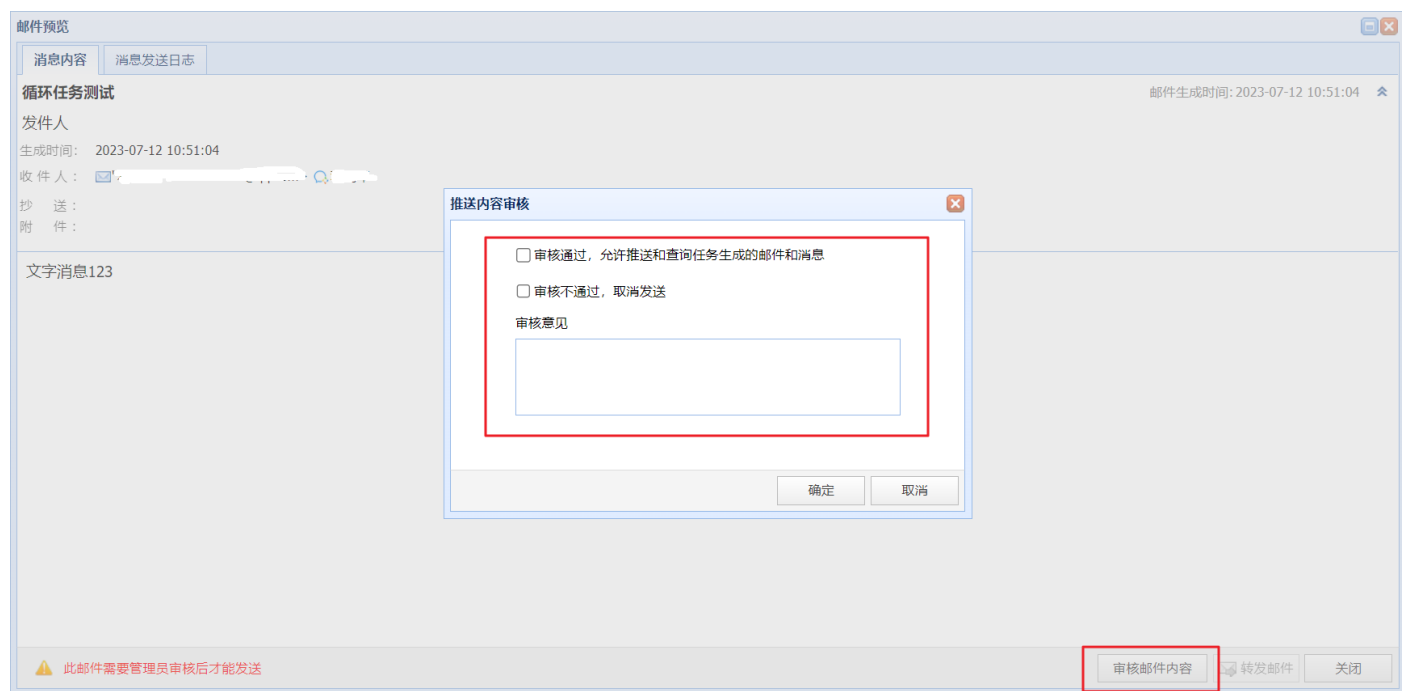 邮件预览
消息内容 消息发送日志
循环任务测试 邮件生成时间: 2023-07-12 10:51:04
发件人
生成时间: 2023-07-12 10:51:04
收 件 人 :
抄 送 :
附 件 :
文字消息123
推送内容审核
审核通过，允许推送和查询任务生成的邮件和消息
审核不通过，取消发送
审核意见
确定 取消
此邮件需要管理员审核后才能发送 审核邮件内容 转发邮件 关闭